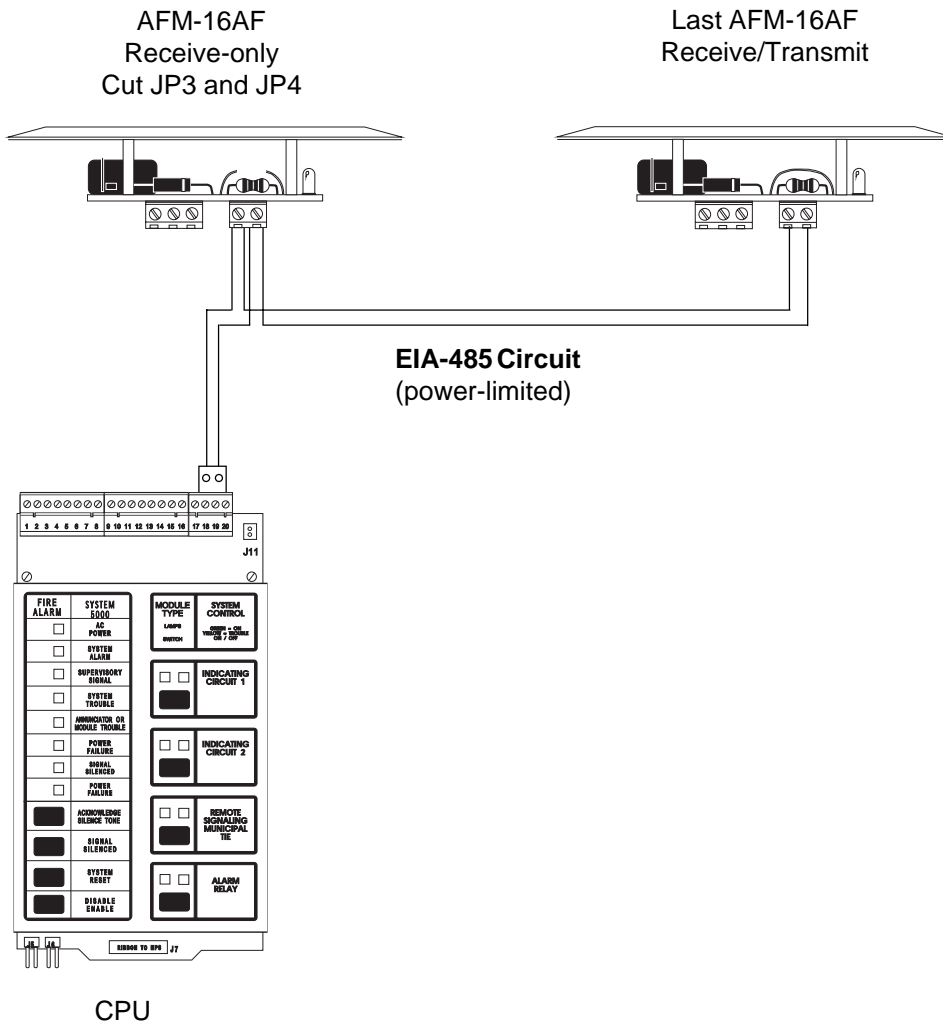 AFM-16AF
Receive-only
Cut JP3 and JP4
Last AFM-16AF
Receive/Transmit
EIA-485 Circuit
(power-limited)
1 2 3 4 5 6 7 8 9 10 11 12 13 14 15 16 17 18 19 20
J11
FIRE ALARM
SYSTEM 5000
AC POWER
SYSTEM ALARM
SUPERVISORY SIGNAL
SYSTEM TROUBLE
ANNUNCIATOR OR MODULE TROUBLE
POWER FAILURE
SIGNAL SILENCED
POWER FAILURE
ACKNOWLEDGE SILENCE TONE
SIGNAL SILENCED
SYSTEM RESET
DISABLE ENABLE
MODULE TYPE
LAMPS
SWITCH
SYSTEM CONTROL
GREEN = ON
YELLOW = TROUBLE
ON / OFF
INDICATING CIRCUIT 1
INDICATING CIRCUIT 2
REMOTE SIGNALING MUNICIPAL TIE
ALARM RELAY
J5 J6
RIBBON TO MPS J7
CPU